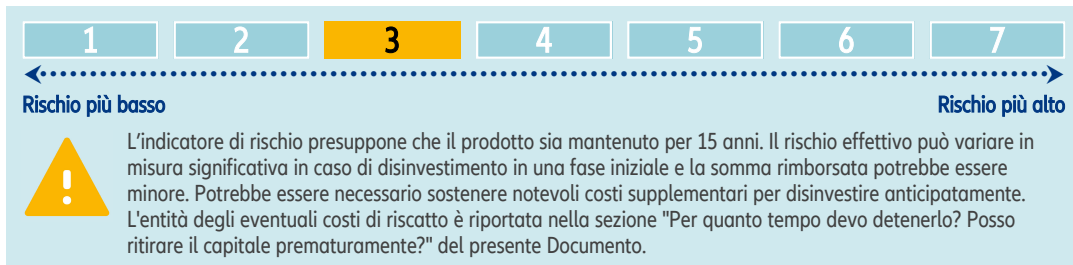 1 2 3 4 5 6 7
Rischio più basso Rischio più alto
L'indicatore di rischio presuppone che il prodotto sia mantenuto per 15 anni. Il rischio effettivo può variare in
misura significativa in caso di disinvestimento in una fase iniziale e la somma rimborsata potrebbe essere
minore. Potrebbe essere necessario sostenere notevoli costi supplementari per disinvestire anticipatamente.
L'entità degli eventuali costi di riscatto è riportata nella sezione "Per quanto tempo devo detenerlo? Posso
ritirare il capitale prematuramente?" del presente Documento.